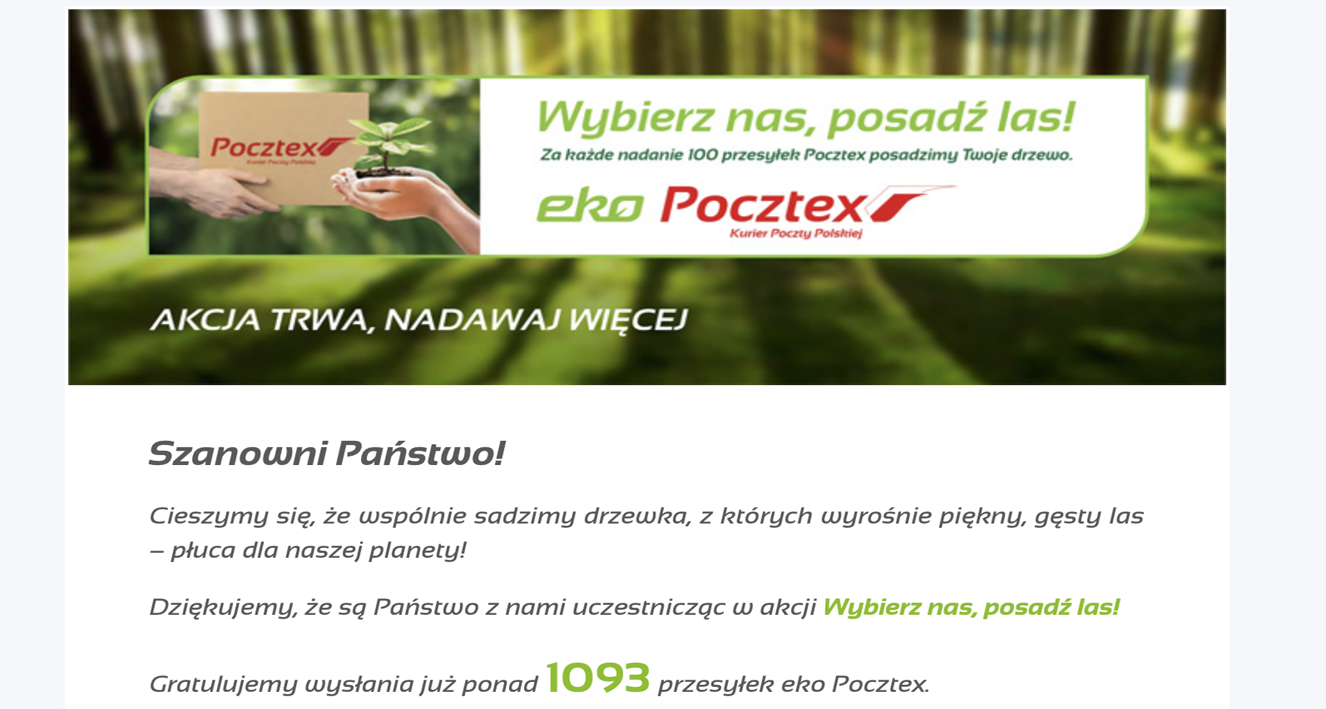 Pocztex
Kurier Poczty Polskiej
Wybierz nas, posadź las!
Za każde nadanie 100 przesyłek Pocztex posadzimy Twoje drzewo.
eko Pocztex
Kurier Poczty Polskiej
AKCJA TRWA, NADAWAJ WIĘCEJ
Szanowni Państwo!
Cieszymy się, że wspólnie sadzimy drzewka, z których wyrośnie piękny, gęsty las
– płuca dla naszej planety!
Dziękujemy, że są Państwo z nami uczestnicząc w akcji Wybierz nas, posadź las!
Gratulujemy wysłania już ponad 1093 przesyłek eko Pocztex.